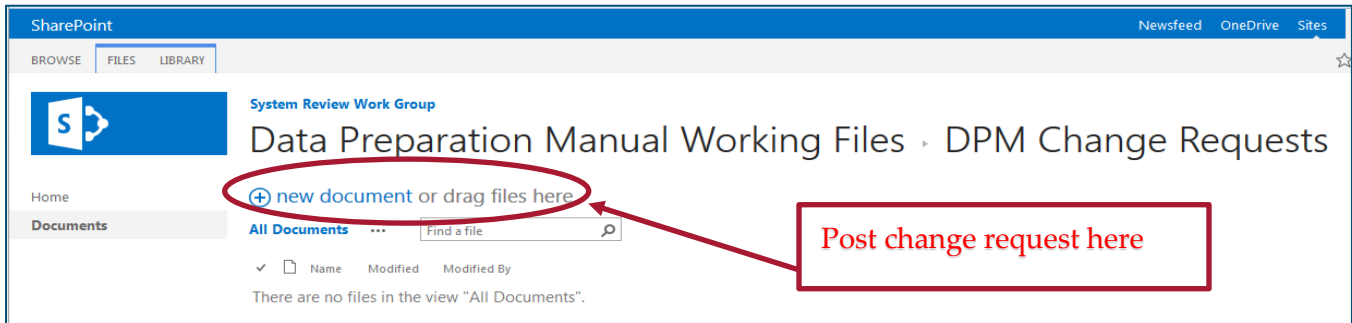 SharePoint Newsfeed OneDrive Sites
BROWSE FILES LIBRARY
S
System Review Work Group
Data Preparation Manual Working Files ▸ DPM Change Requests
Home
Documents
+ new document or drag files here
All Documents ... Find a file
✓ Name Modified Modified By
There are no files in the view "All Documents".
Post change request here